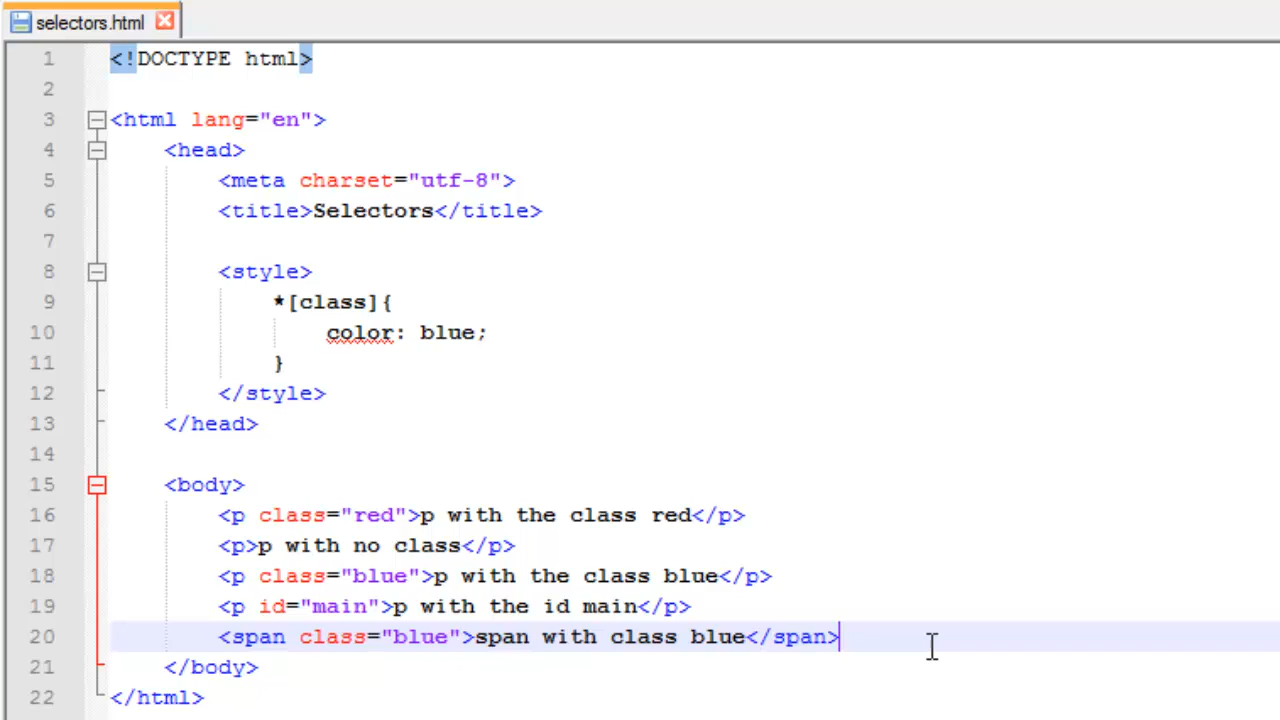 selectors.html
1 <!DOCTYPE html>
2
3 <html lang="en">
4 <head>
5 <meta charset="utf-8">
6 <title>Selectors</title>
7
8 <style>
9 *[class]{
10 color: blue;
11 }
12 </style>
13 </head>
14
15 <body>
16 <p class="red">p with the class red</p>
17 <p>p with no class</p>
18 <p class="blue">p with the class blue</p>
19 <p id="main">p with the id main</p>
20 <span class="blue">span with class blue</span>
21 </body>
22 </html>